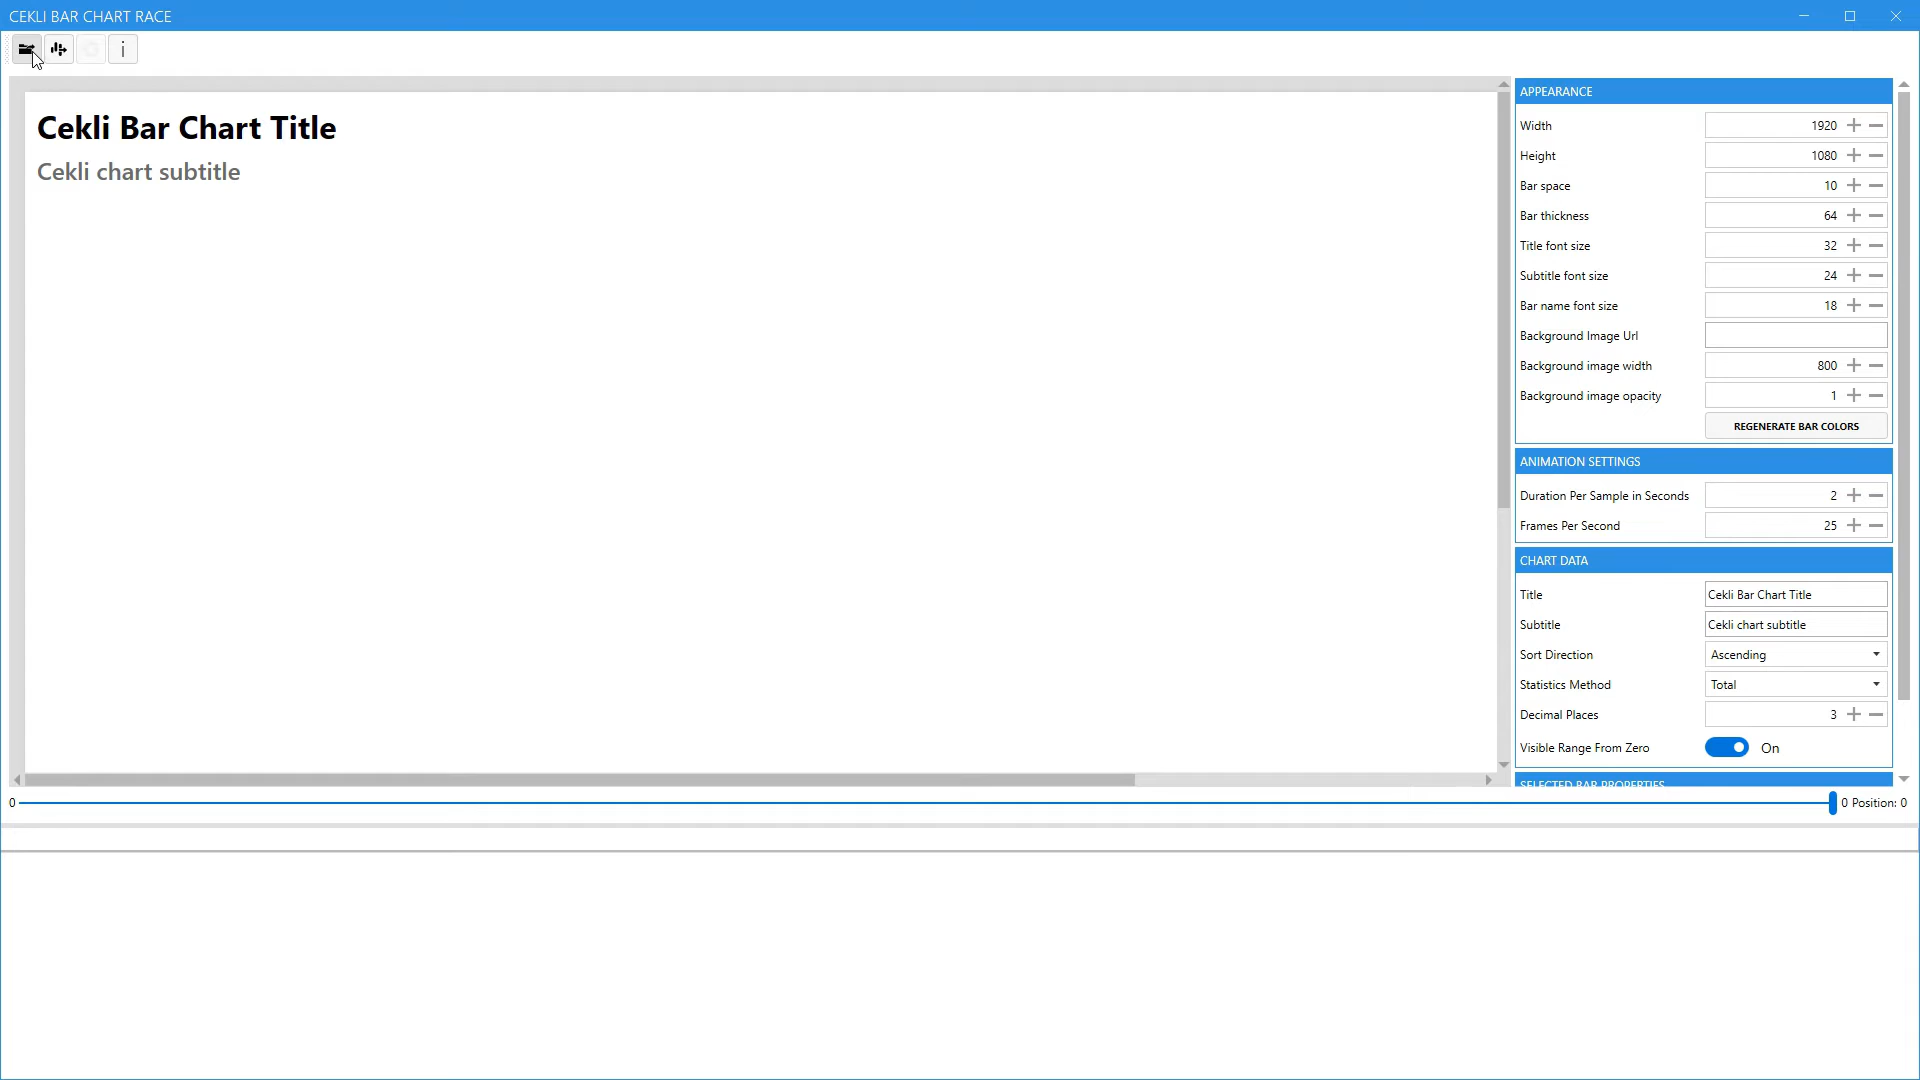 CEKLI BAR CHART RACE
i
Cekli Bar Chart Title
Cekli chart subtitle
APPEARANCE
Width 1920
Height 1080
Bar space 10
Bar thickness 64
Title font size 32
Subtitle font size 24
Bar name font size 18
Background Image Url
Background image width 800
Background image opacity 1
REGENERATE BAR COLORS
ANIMATION SETTINGS
Duration Per Sample in Seconds 2
Frames Per Second 25
CHART DATA
Title Cekli Bar Chart Title
Subtitle Cekli chart subtitle
Sort Direction Ascending
Statistics Method Total
Decimal Places 3
Visible Range From Zero On
SELECTED BAR PROPERTIES
0 0 Position: 0